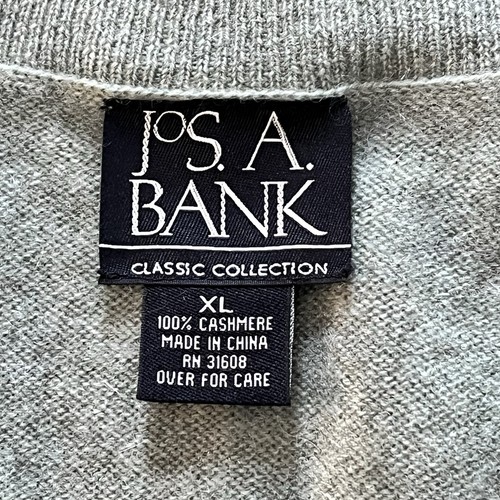 JOS. A.
BANK
CLASSIC COLLECTION
XL
100% CASHMERE
MADE IN CHINA
RN 31608
OVER FOR CARE